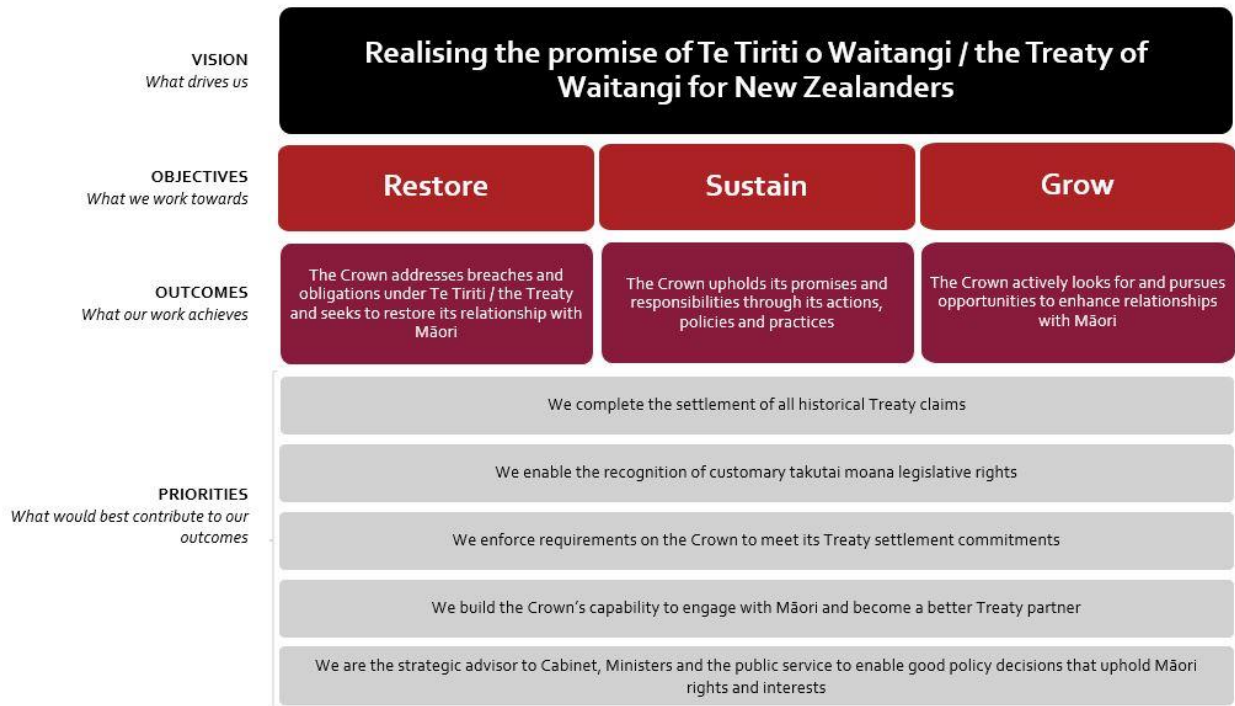 VISION
What drives us
Realising the promise of Te Tiriti o Waitangi / the Treaty of
Waitangi for New Zealanders
OBJECTIVES
What we work towards
Restore
Sustain
Grow
OUTCOMES
What our work achieves
The Crown addresses breaches and
obligations under Te Tiriti / the Treaty
and seeks to restore its relationship with
Māori
The Crown upholds its promises and
responsibilities through its actions,
policies and practices
The Crown actively looks for and pursues
opportunities to enhance relationships
with Māori
PRIORITIES
What would best contribute to our
outcomes
We complete the settlement of all historical Treaty claims
We enable the recognition of customary takutai moana legislative rights
We enforce requirements on the Crown to meet its Treaty settlement commitments
We build the Crown's capability to engage with Māori and become a better Treaty partner
We are the strategic advisor to Cabinet, Ministers and the public service to enable good policy decisions that uphold Māori
rights and interests